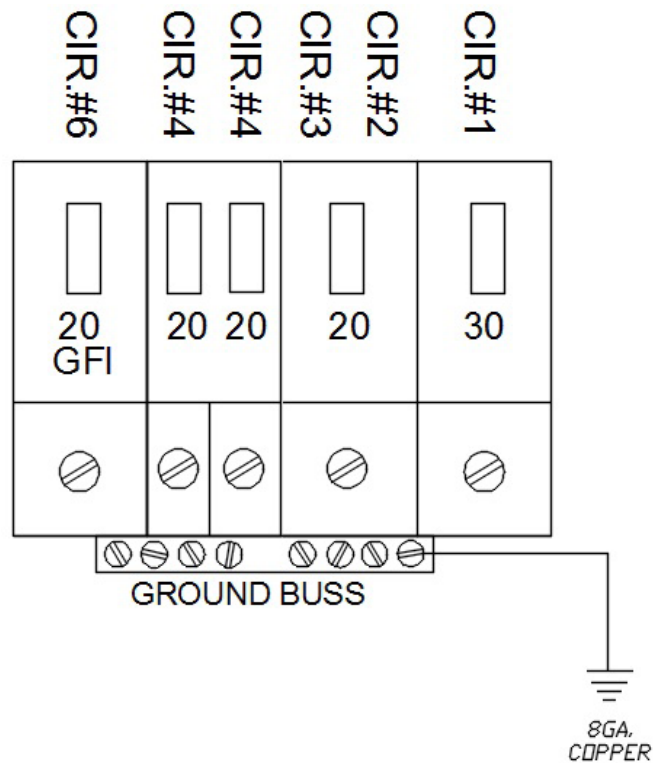 CIR.#6
CIR.#4
CIR.#4
CIR.#3
CIR.#2
CIR.#1
20
GFI
20
20
20
30
GROUND BUSS
8GA.
COPPER